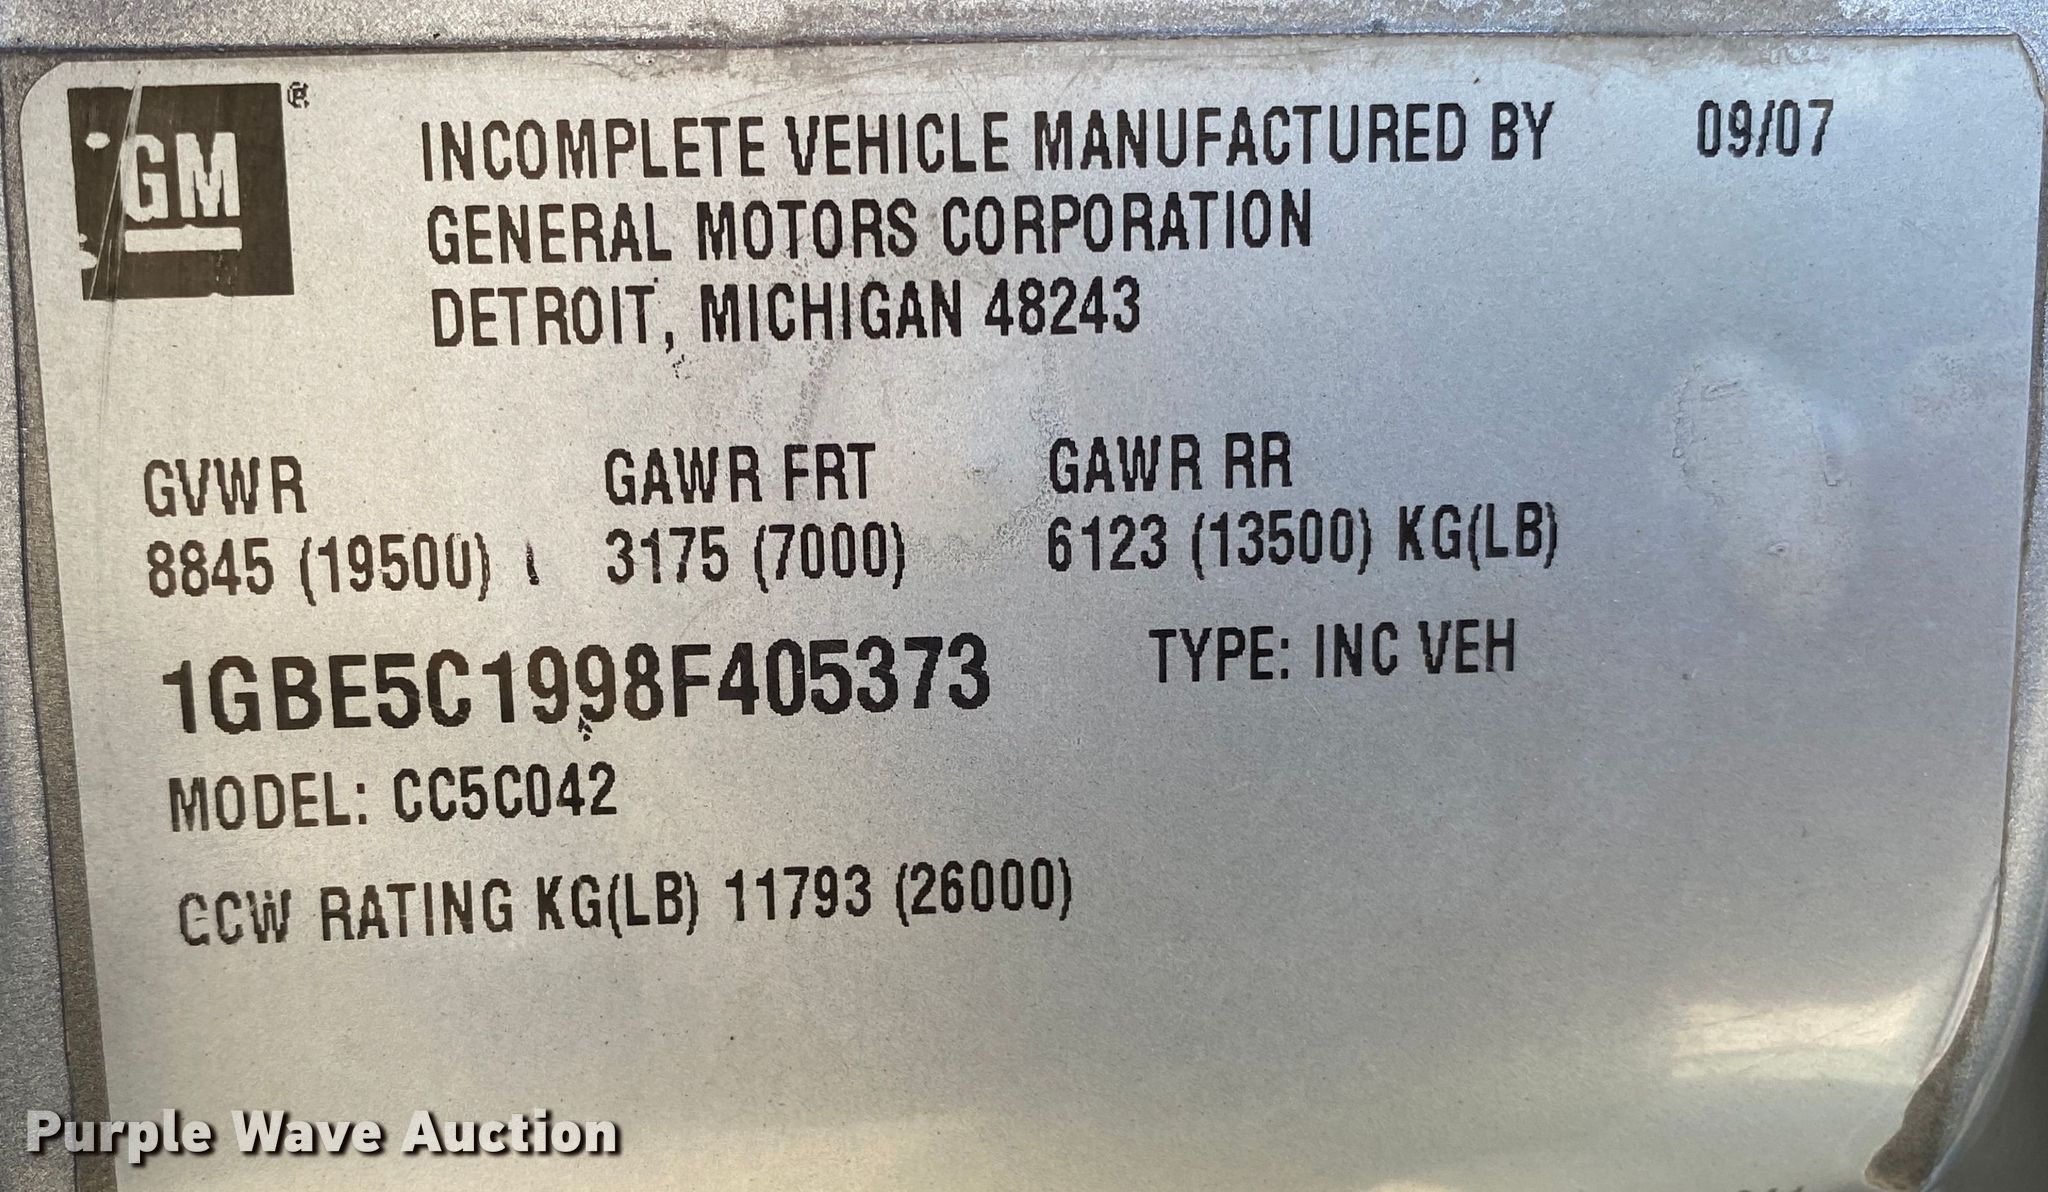 GM ®
INCOMPLETE VEHICLE MANUFACTURED BY 09/07
GENERAL MOTORS CORPORATION
DETROIT, MICHIGAN 48243
GVWR GAWR FRT GAWR RR
8845 (19500) 3175 (7000) 6123 (13500) KG(LB)
1GBE5C1998F405373 TYPE: INC VEH
MODEL: CC5C042
CCW RATING KG(LB) 11793 (26000)
Purple Wave Auction